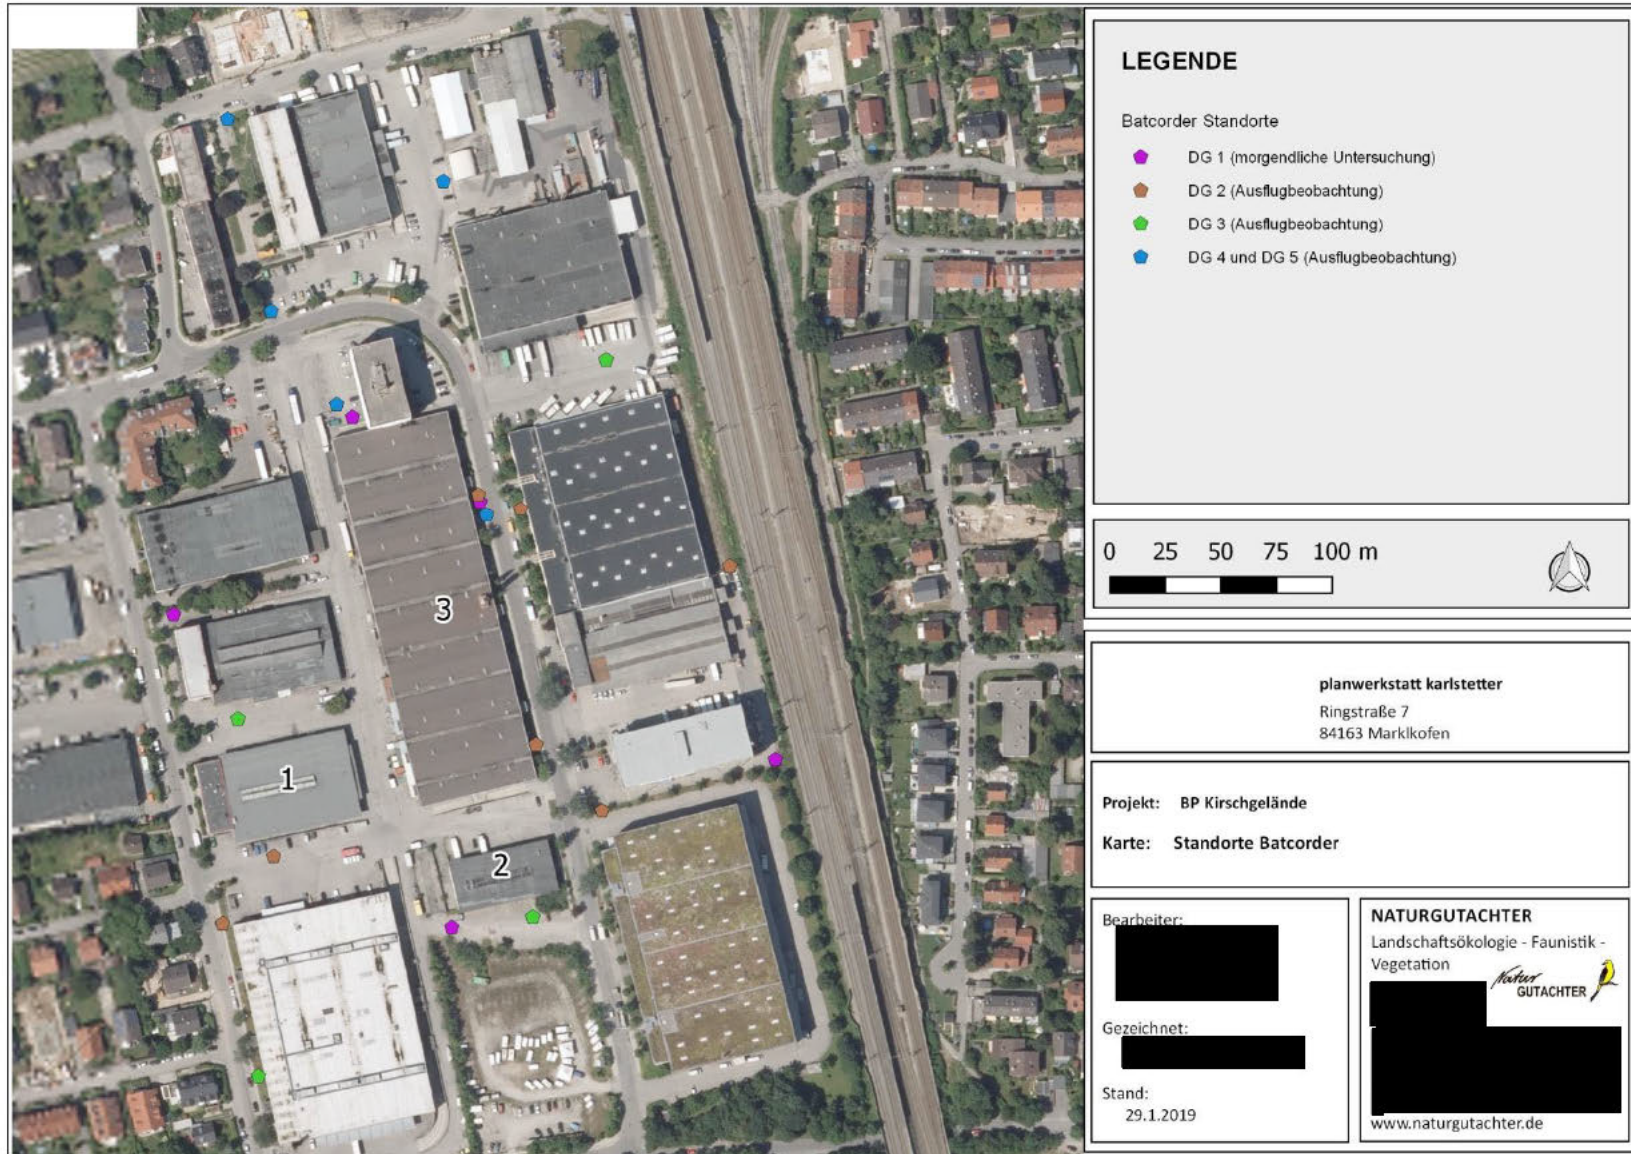 LEGENDE
Batcorder Standorte
DG 1 (morgendliche Untersuchung)
DG 2 (Ausflugbeobachtung)
DG 3 (Ausflugbeobachtung)
DG 4 und DG 5 (Ausflugbeobachtung)
0 25 50 75 100 m
planwerkstatt karlstetter
Ringstraße 7
84163 Marklkofen
Projekt: BP Kirschgelände
Karte: Standorte Batcorder
Bearbeiter:
Gezeichnet:
Stand:
29.1.2019
NATURGUTACHTER
Landschaftsökologie - Faunistik -
Vegetation
Natur
GUTACHTER
www.naturgutachter.de
3
1
2